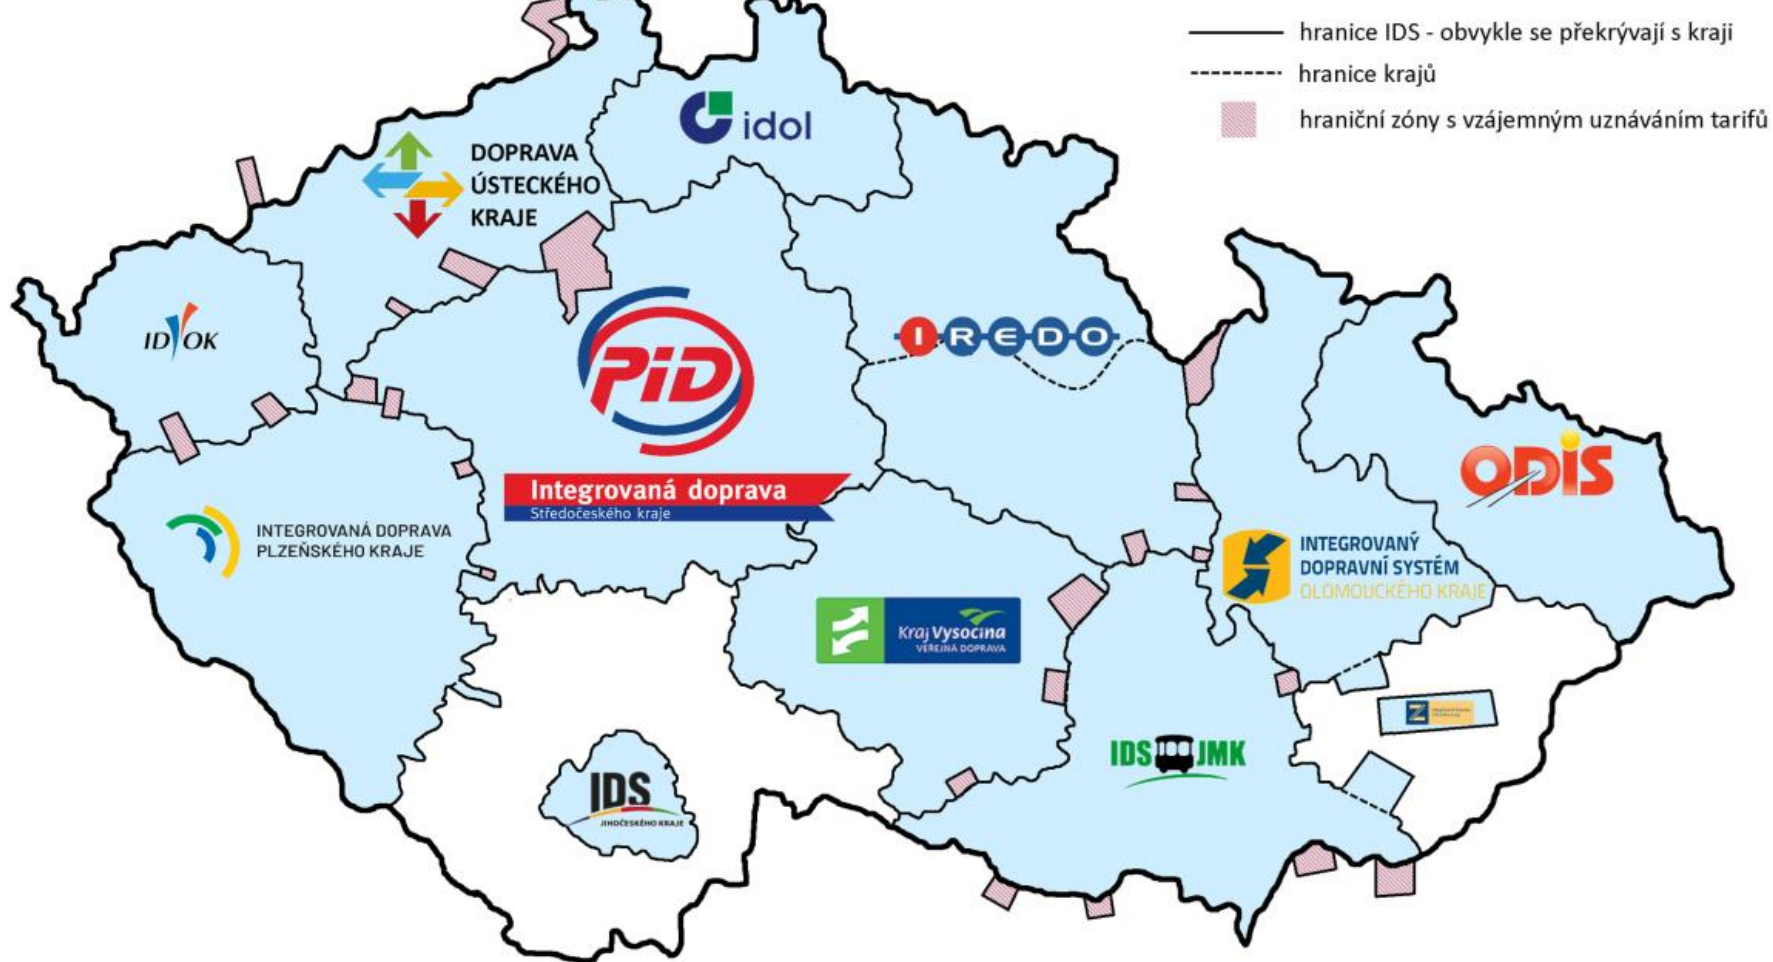 hranice IDS - obvykle se překrývají s kraji
hranice krajů
hraniční zóny s vzájemným uznáváním tarifů
idol
DOPRAVA
ÚSTECKÉHO
KRAJE
IDOK
IREDO
PiD
Integrovaná doprava
Středočeského kraje
ODIS
INTEGROVANÁ DOPRAVA
PLZEŇSKÉHO KRAJE
INTEGROVANÝ
DOPRAVNÍ SYSTÉM
OLOMOUCKÉHO KRAJE
Kraj Vysočina
VEŘEJNÁ DOPRAVA
Z
IDS JMK
IDS
JIHOČESKÉHO KRAJE